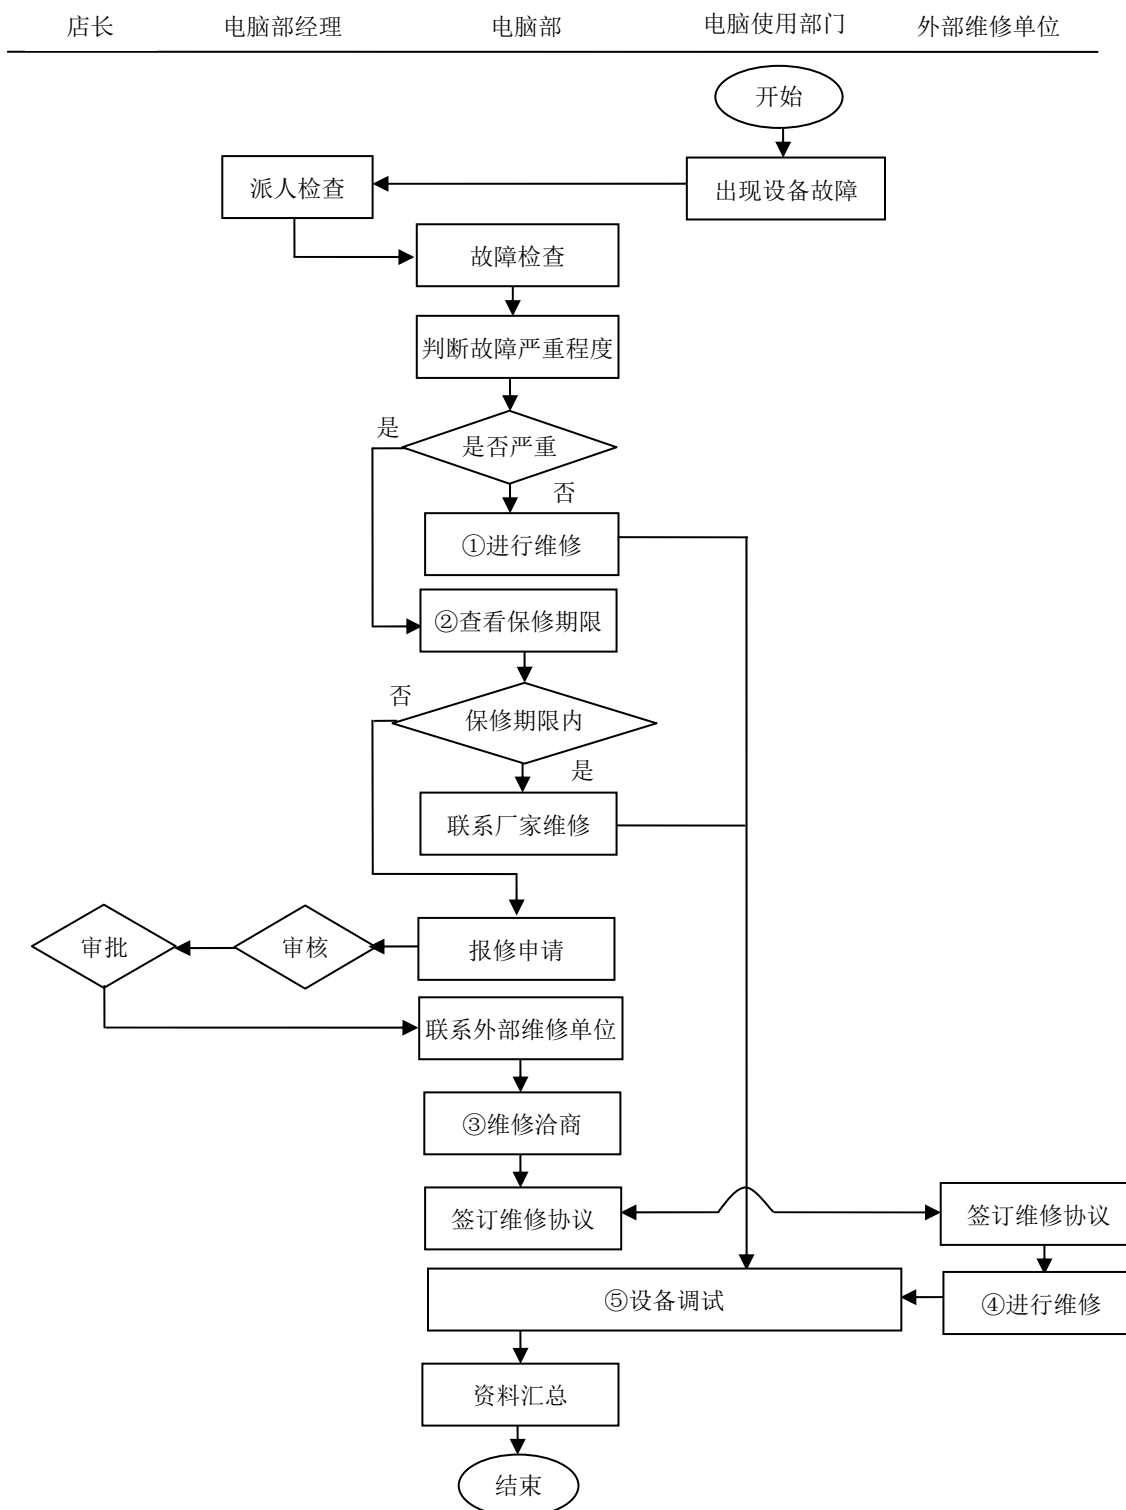 店长 电脑部经理 电脑部 电脑使用部门 外部维修单位
开始
派人检查 出现设备故障
故障检查
判断故障严重程度
是
是否严重
否
①进行维修
②查看保修期限
否
保修期限内
是
联系厂家维修
审批 审核 报修申请
联系外部维修单位
③维修洽商
签订维修协议 签订维修协议
⑤设备调试 ④进行维修
资料汇总
结束